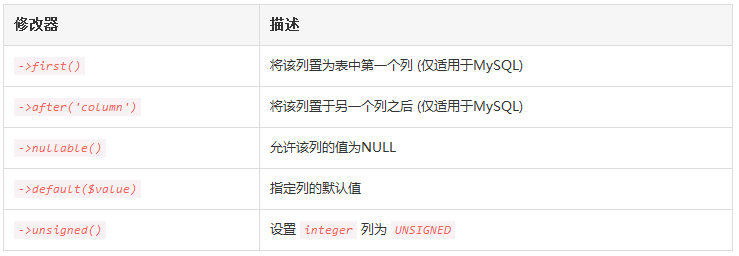 修改器 描述
->first() 将该列置为表中第一个列 (仅适用于MySQL)
->after('column') 将该列置于另一个列之后 (仅适用于MySQL)
->nullable() 允许该列的值为NULL
->default($value) 指定列的默认值
->unsigned() 设置 integer 列为 UNSIGNED